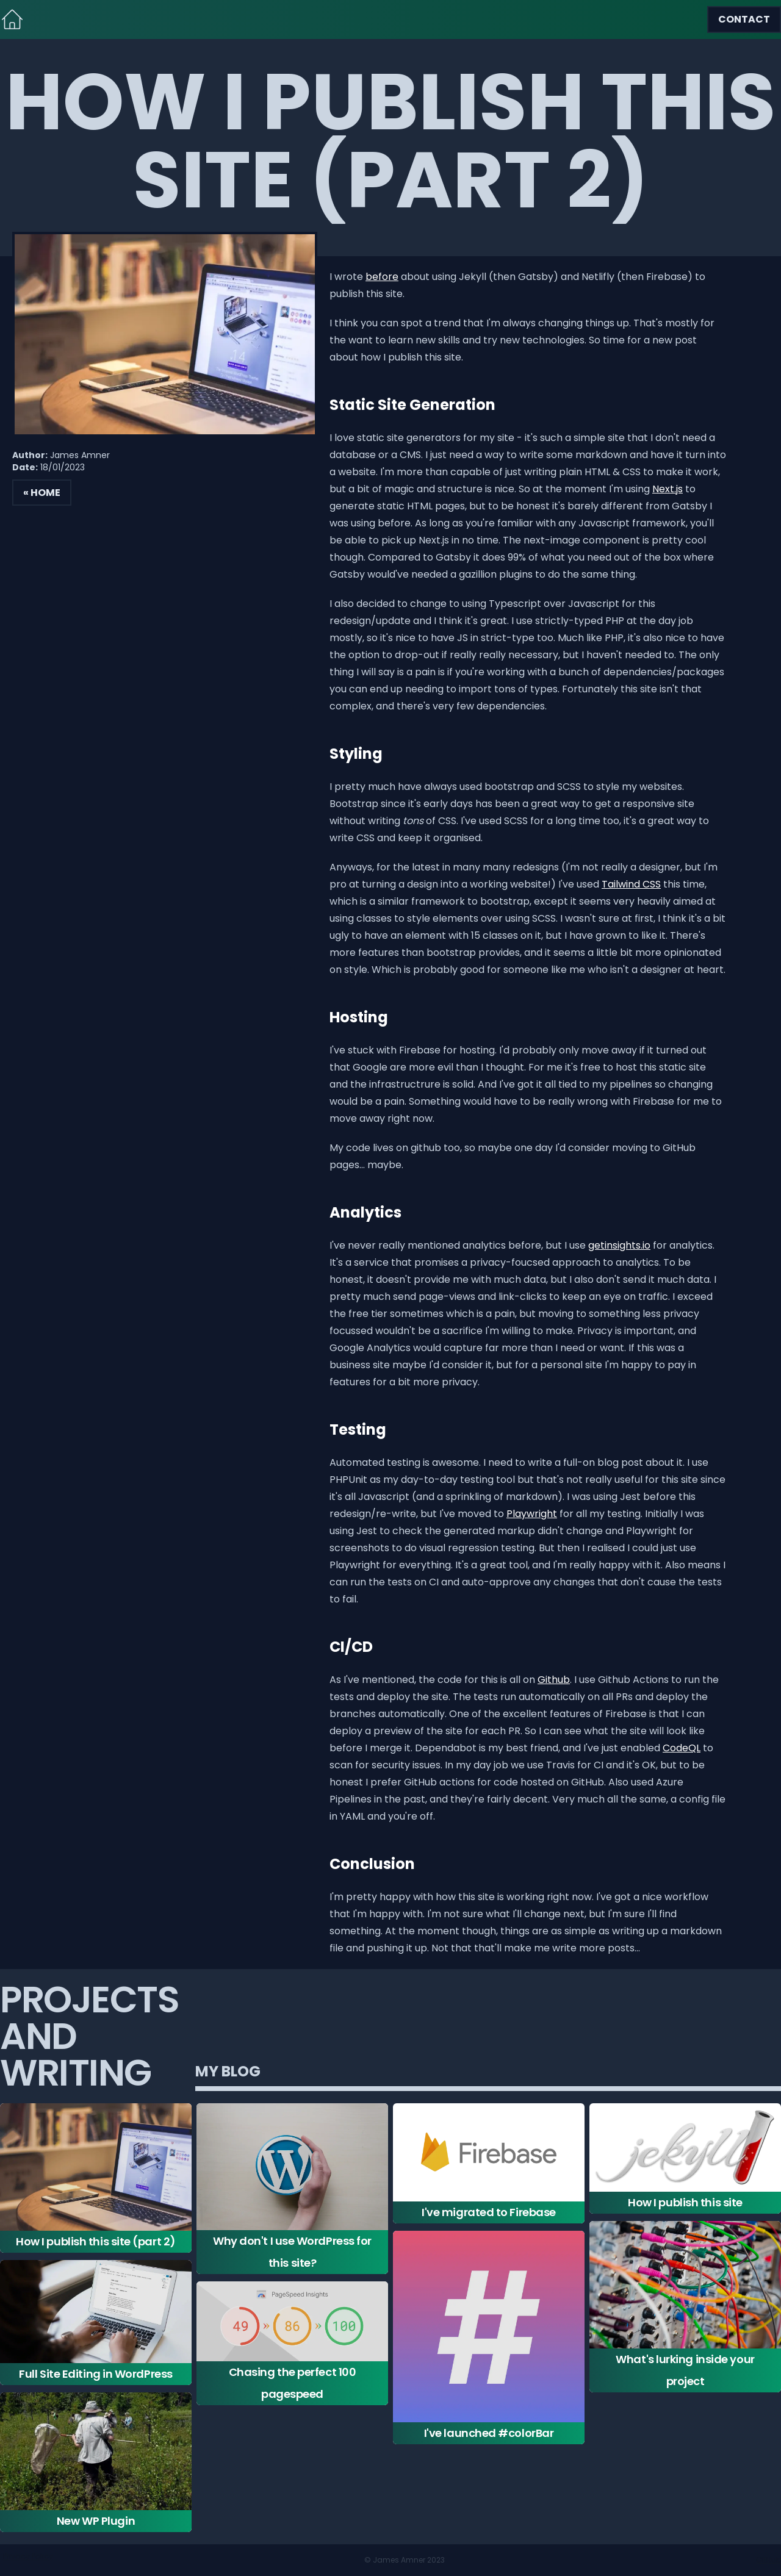 CONTACT
HOW I PUBLISH THIS
SITE (PART 2)
Author: James Amner
Date: 18/01/2023
« HOME
I wrote before about using Jekyll (then Gatsby) and Netlifly (then Firebase) to
publish this site.
I think you can spot a trend that I'm always changing things up. That's mostly for
the want to learn new skills and try new technologies. So time for a new post
about how I publish this site.
Static Site Generation
I love static site generators for my site - it's such a simple site that I don't need a
database or a CMS. I just need a way to write some markdown and have it turn into
a website. I'm more than capable of just writing plain HTML & CSS to make it work,
but a bit of magic and structure is nice. So at the moment I'm using Next.js to
generate static HTML pages, but to be honest it's barely different from Gatsby I
was using before. As long as you're familiar with any Javascript framework, you'll
be able to pick up Next.js in no time. The next-image component is pretty cool
though. Compared to Gatsby it does 99% of what you need out of the box where
Gatsby would've needed a gazillion plugins to do the same thing.
I also decided to change to using Typescript over Javascript for this
redesign/update and I think it's great. I use strictly-typed PHP at the day job
mostly, so it's nice to have JS in strict-type too. Much like PHP, it's also nice to have
the option to drop-out if really really necessary, but I haven't needed to. The only
thing I will say is a pain is if you're working with a bunch of dependencies/packages
you can end up needing to import tons of types. Fortunately this site isn't that
complex, and there's very few dependencies.
Styling
I pretty much have always used bootstrap and SCSS to style my websites.
Bootstrap since it's early days has been a great way to get a responsive site
without writing tons of CSS. I've used SCSS for a long time too, it's a great way to
write CSS and keep it organised.
Anyways, for the latest in many many redesigns (I'm not really a designer, but I'm
pro at turning a design into a working website!) I've used Tailwind CSS this time,
which is a similar framework to bootstrap, except it seems very heavily aimed at
using classes to style elements over using SCSS. I wasn't sure at first, I think it's a bit
ugly to have an element with 15 classes on it, but I have grown to like it. There's
more features than bootstrap provides, and it seems a little bit more opinionated
on style. Which is probably good for someone like me who isn't a designer at heart.
Hosting
I've stuck with Firebase for hosting. I'd probably only move away if it turned out
that Google are more evil than I thought. For me it's free to host this static site
and the infrastructrure is solid. And I've got it all tied to my pipelines so changing
would be a pain. Something would have to be really wrong with Firebase for me to
move away right now.
My code lives on github too, so maybe one day I'd consider moving to GitHub
pages... maybe.
Analytics
I've never really mentioned analytics before, but I use getinsights.io for analytics.
It's a service that promises a privacy-foucsed approach to analytics. To be
honest, it doesn't provide me with much data, but I also don't send it much data. I
pretty much send page-views and link-clicks to keep an eye on traffic. I exceed
the free tier sometimes which is a pain, but moving to something less privacy
focussed wouldn't be a sacrifice I'm willing to make. Privacy is important, and
Google Analytics would capture far more than I need or want. If this was a
business site maybe I'd consider it, but for a personal site I'm happy to pay in
features for a bit more privacy.
Testing
Automated testing is awesome. I need to write a full-on blog post about it. I use
PHPUnit as my day-to-day testing tool but that's not really useful for this site since
it's all Javascript (and a sprinkling of markdown). I was using Jest before this
redesign/re-write, but I've moved to Playwright for all my testing. Initially I was
using Jest to check the generated markup didn't change and Playwright for
screenshots to do visual regression testing. But then I realised I could just use
Playwright for everything. It's a great tool, and I'm really happy with it. Also means I
can run the tests on CI and auto-approve any changes that don't cause the tests
to fail.
CI/CD
As I've mentioned, the code for this is all on Github. I use Github Actions to run the
tests and deploy the site. The tests run automatically on all PRs and deploy the
branches automatically. One of the excellent features of Firebase is that I can
deploy a preview of the site for each PR. So I can see what the site will look like
before I merge it. Dependabot is my best friend, and I've just enabled CodeQL to
scan for security issues. In my day job we use Travis for CI and it's OK, but to be
honest I prefer GitHub actions for code hosted on GitHub. Also used Azure
Pipelines in the past, and they're fairly decent. Very much all the same, a config file
in YAML and you're off.
Conclusion
I'm pretty happy with how this site is working right now. I've got a nice workflow
that I'm happy with. I'm not sure what I'll change next, but I'm sure I'll find
something. At the moment though, things are as simple as writing up a markdown
file and pushing it up. Not that that'll make me write more posts...
PROJECTS
AND
WRITING
MY BLOG
How I publish this site (part 2)
Full Site Editing in WordPress
New WP Plugin
Why don't I use WordPress for
this site?
PageSpeed Insights
49 » 86 » 100
Chasing the perfect 100
pagespeed
Firebase
I've migrated to Firebase
#
I've launched #colorBar
jekyll
How I publish this site
What's lurking inside your
project
© James Amner 2023